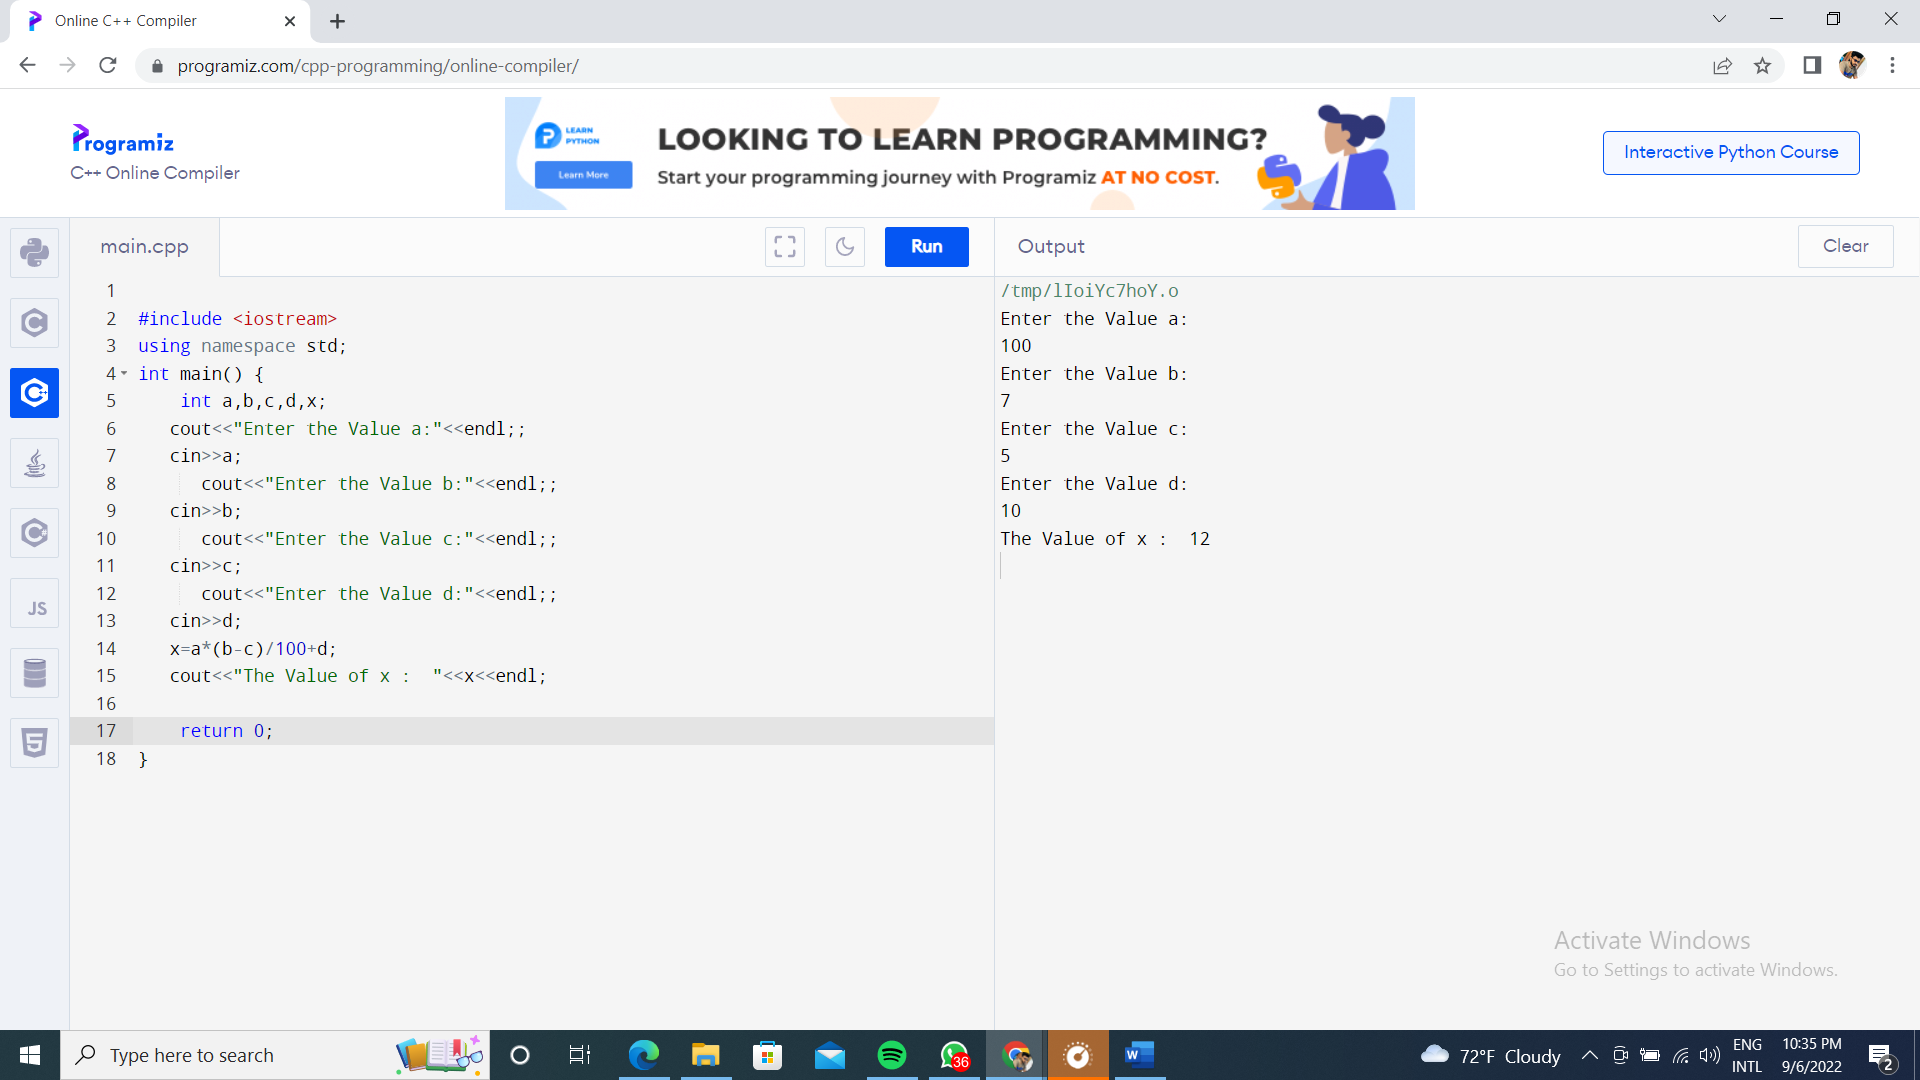 Online C++ Compiler
programiz.com/cpp-programming/online-compiler/
Programiz
C++ Online Compiler
LEARN
PYTHON
Learn More
LOOKING TO LEARN PROGRAMMING?
Start your programming journey with Programiz AT NO COST.
Interactive Python Course
main.cpp
Run
Output
Clear
JS
1
2 #include <iostream>
3 using namespace std;
4 int main() {
5 int a,b,c,d,x;
6 cout<<"Enter the Value a:"<<endl;;
7 cin>>a;
8 cout<<"Enter the Value b:"<<endl;;
9 cin>>b;
10 cout<<"Enter the Value c:"<<endl;;
11 cin>>c;
12 cout<<"Enter the Value d:"<<endl;;
13 cin>>d;
14 x=a*(b-c)/100+d;
15 cout<<"The Value of x :  "<<x<<endl;
16
17 return 0;
18 }
/tmp/lIoiYc7hoY.o
Enter the Value a:
100
Enter the Value b:
7
Enter the Value c:
5
Enter the Value d:
10
The Value of x :  12
Activate Windows
Go to Settings to activate Windows.
Type here to search
36
W
72°F Cloudy
ENG
INTL
10:35 PM
9/6/2022
2